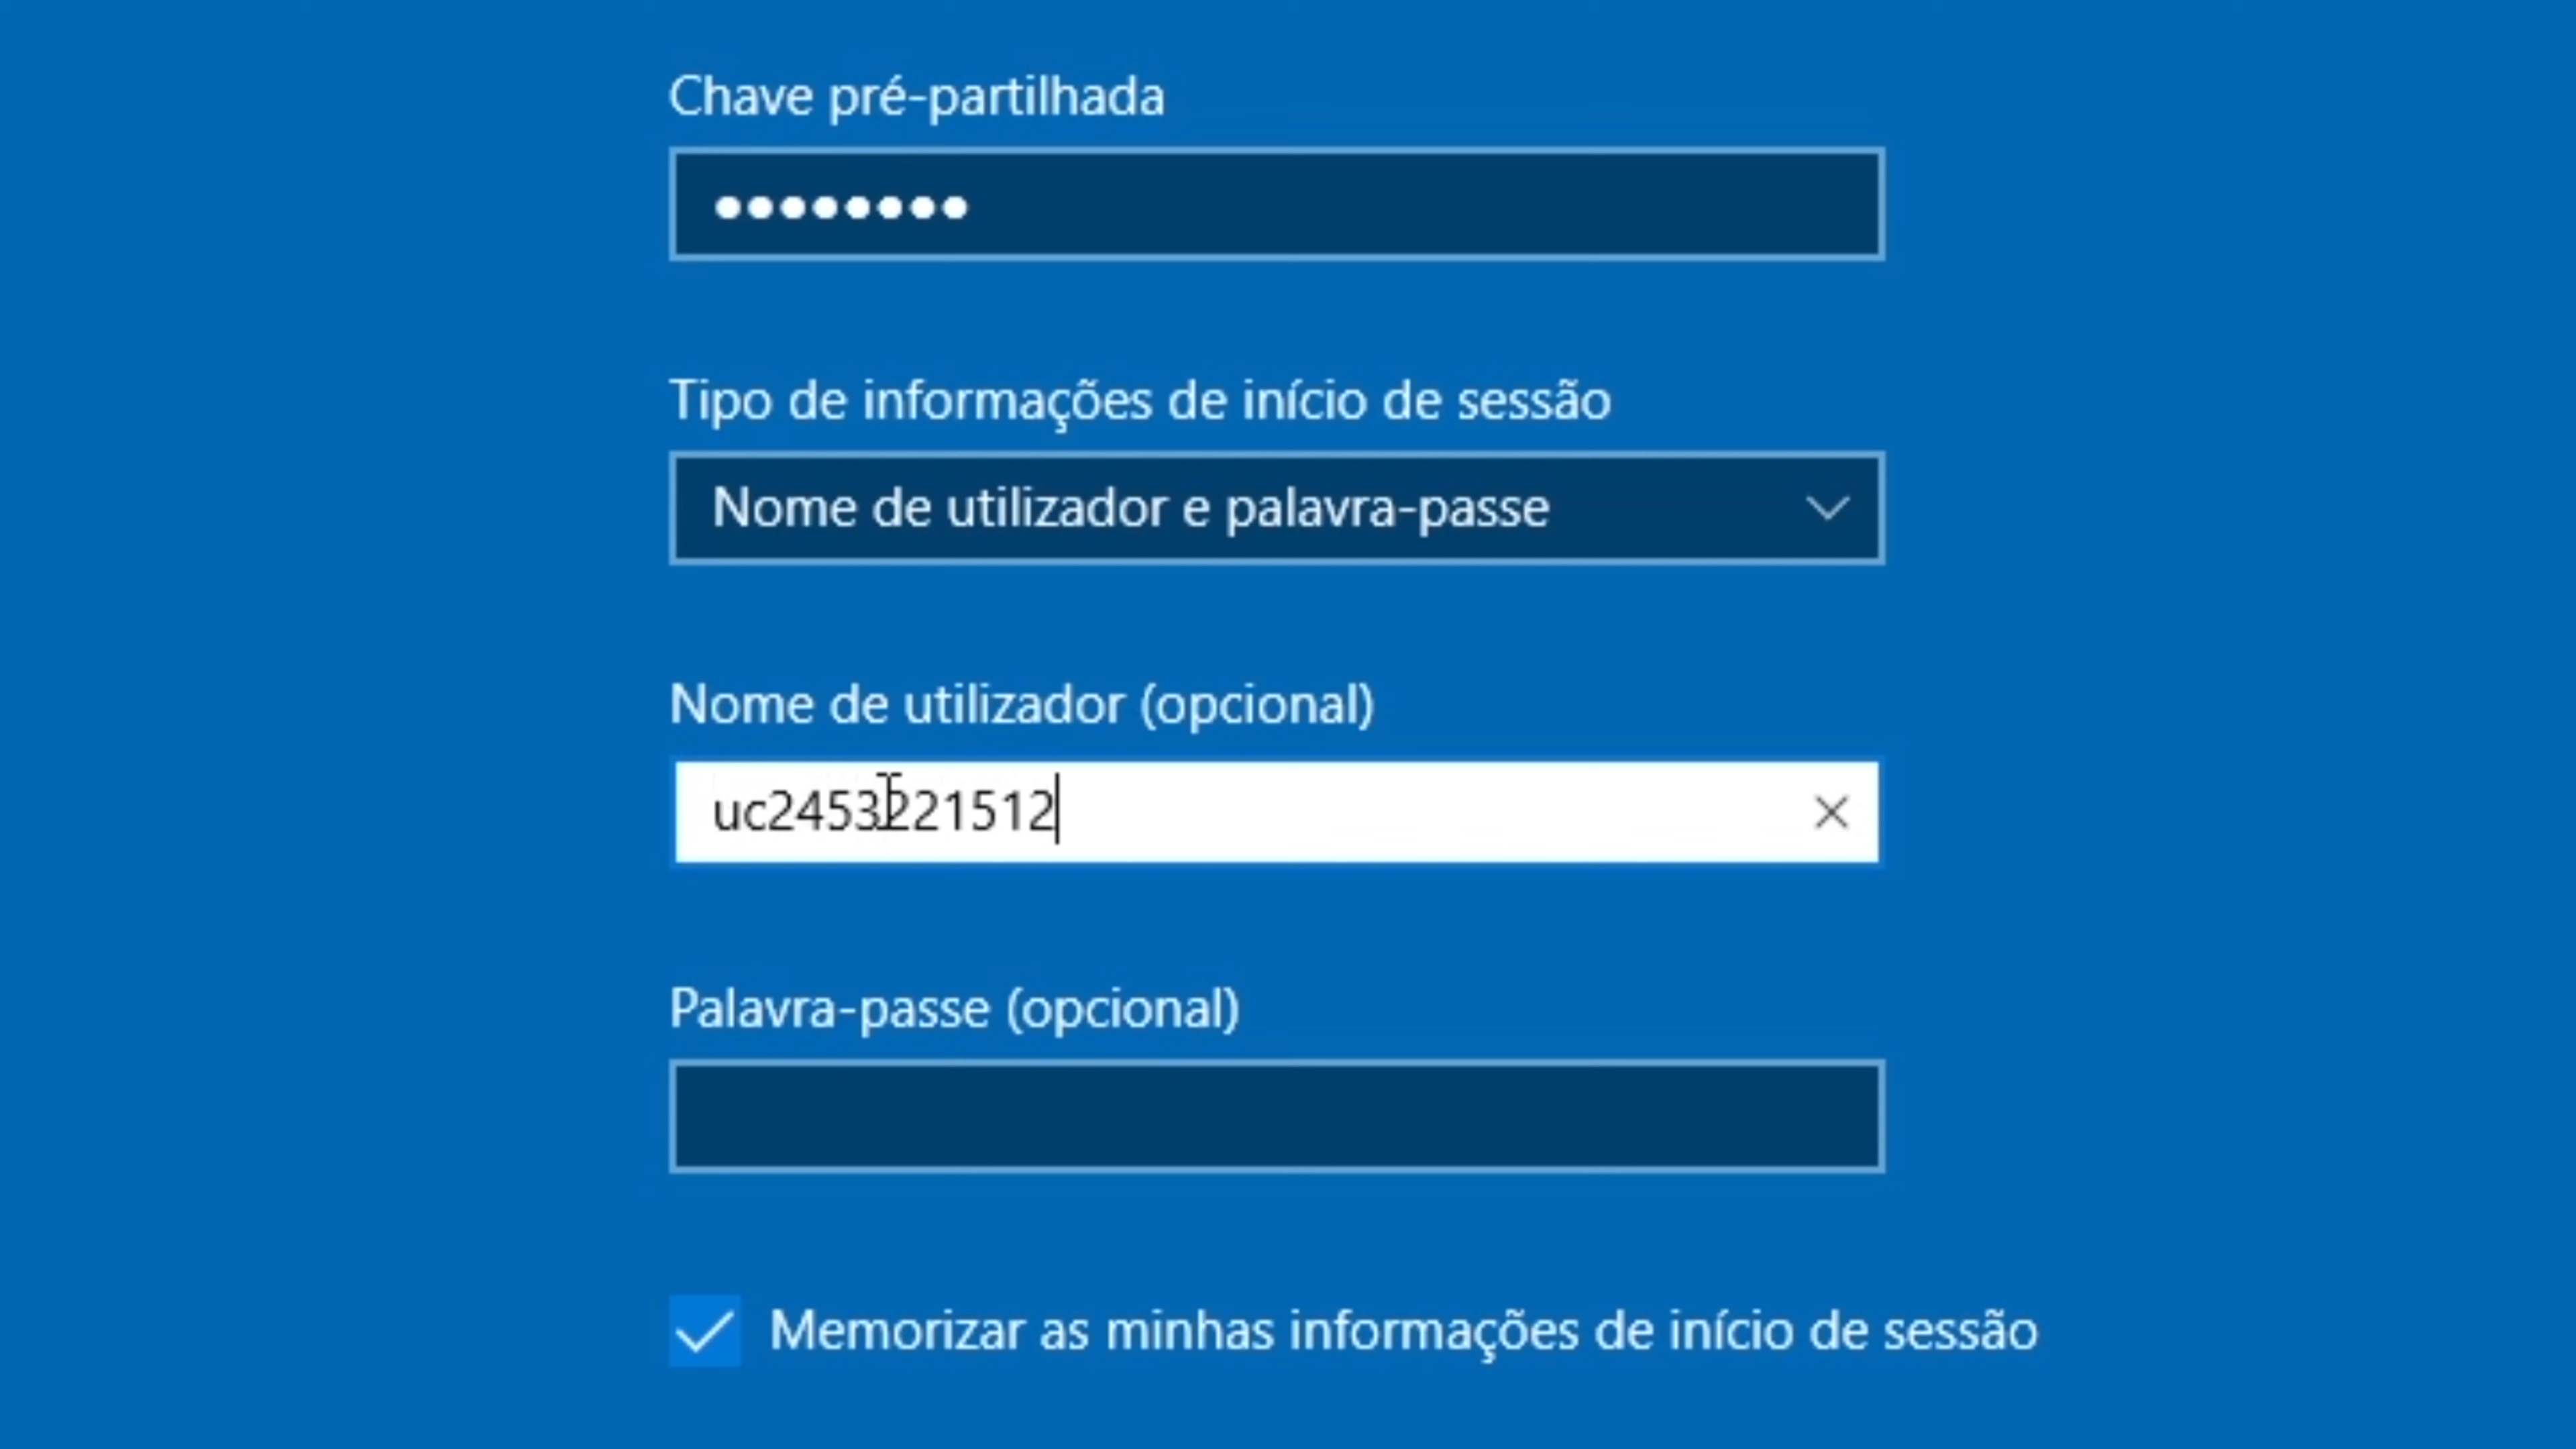 Chave pré-partilhada
••••••••
Tipo de informações de início de sessão
Nome de utilizador e palavra-passe
Nome de utilizador (opcional)
uc2453221512
Palavra-passe (opcional)
Memorizar as minhas informações de início de sessão